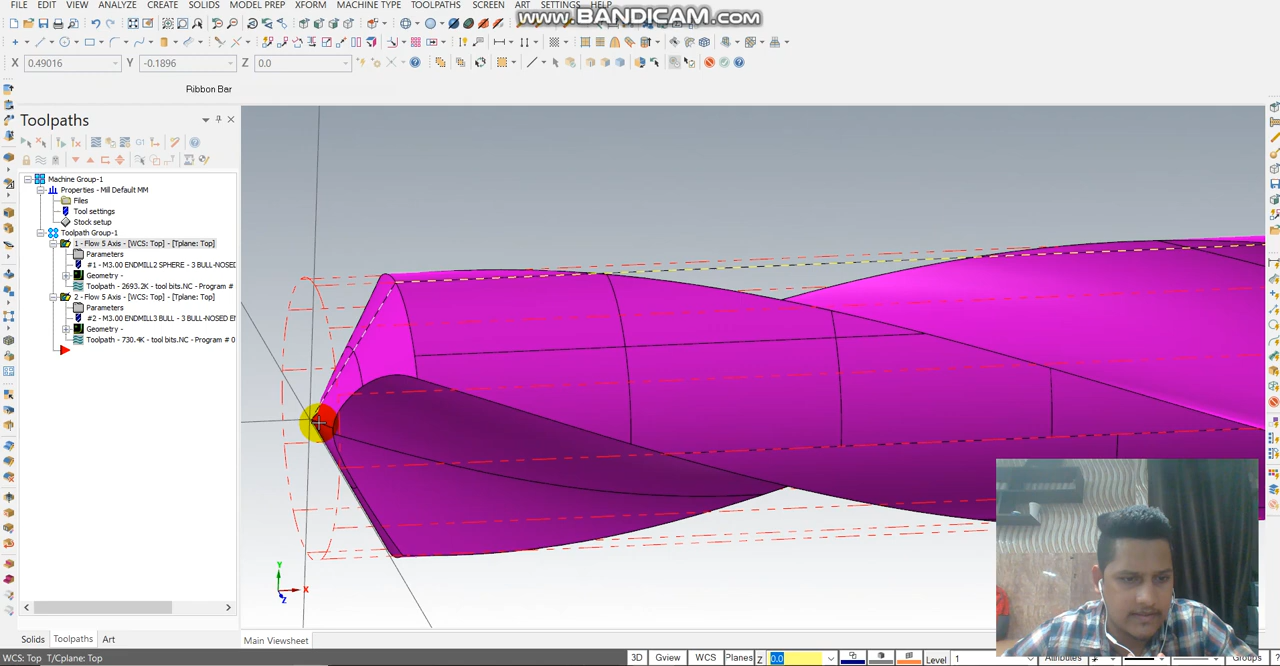 FILE EDIT VIEW ANALYZE CREATE SOLIDS MODEL PREP XFORM MACHINE TYPE TOOLPATHS SCREEN ART SETTINGS
www.BANDICAM.com
X 0.49016 Y -0.1896 Z 0.0
Ribbon Bar
Toolpaths
Machine Group-1
Properties - Mill Default MM
Files
Tool settings
Stock setup
Toolpath Group-1
1 - Flow 5 Axis - [WCS: Top] - [Tplane: Top]
Parameters
#1 - M3.00 ENDMILL2 SPHERE - 3 BULL-NOSED
Geometry -
Toolpath - 2693.2K - tool bits.NC - Program #
2 - Flow 5 Axis - [WCS: Top] - [Tplane: Top]
Parameters
#2 - M3.00 ENDMILL3 BULL - 3 BULL-NOSED E
Geometry -
Toolpath - 730.4K - tool bits.NC - Program # 0
Y
X
Z
Solids Toolpaths Art
Main Viewsheet
WCS: Top T/Cplane: Top
3D Gview WCS Planes Z 0.0 Level 1 Attributes Groups